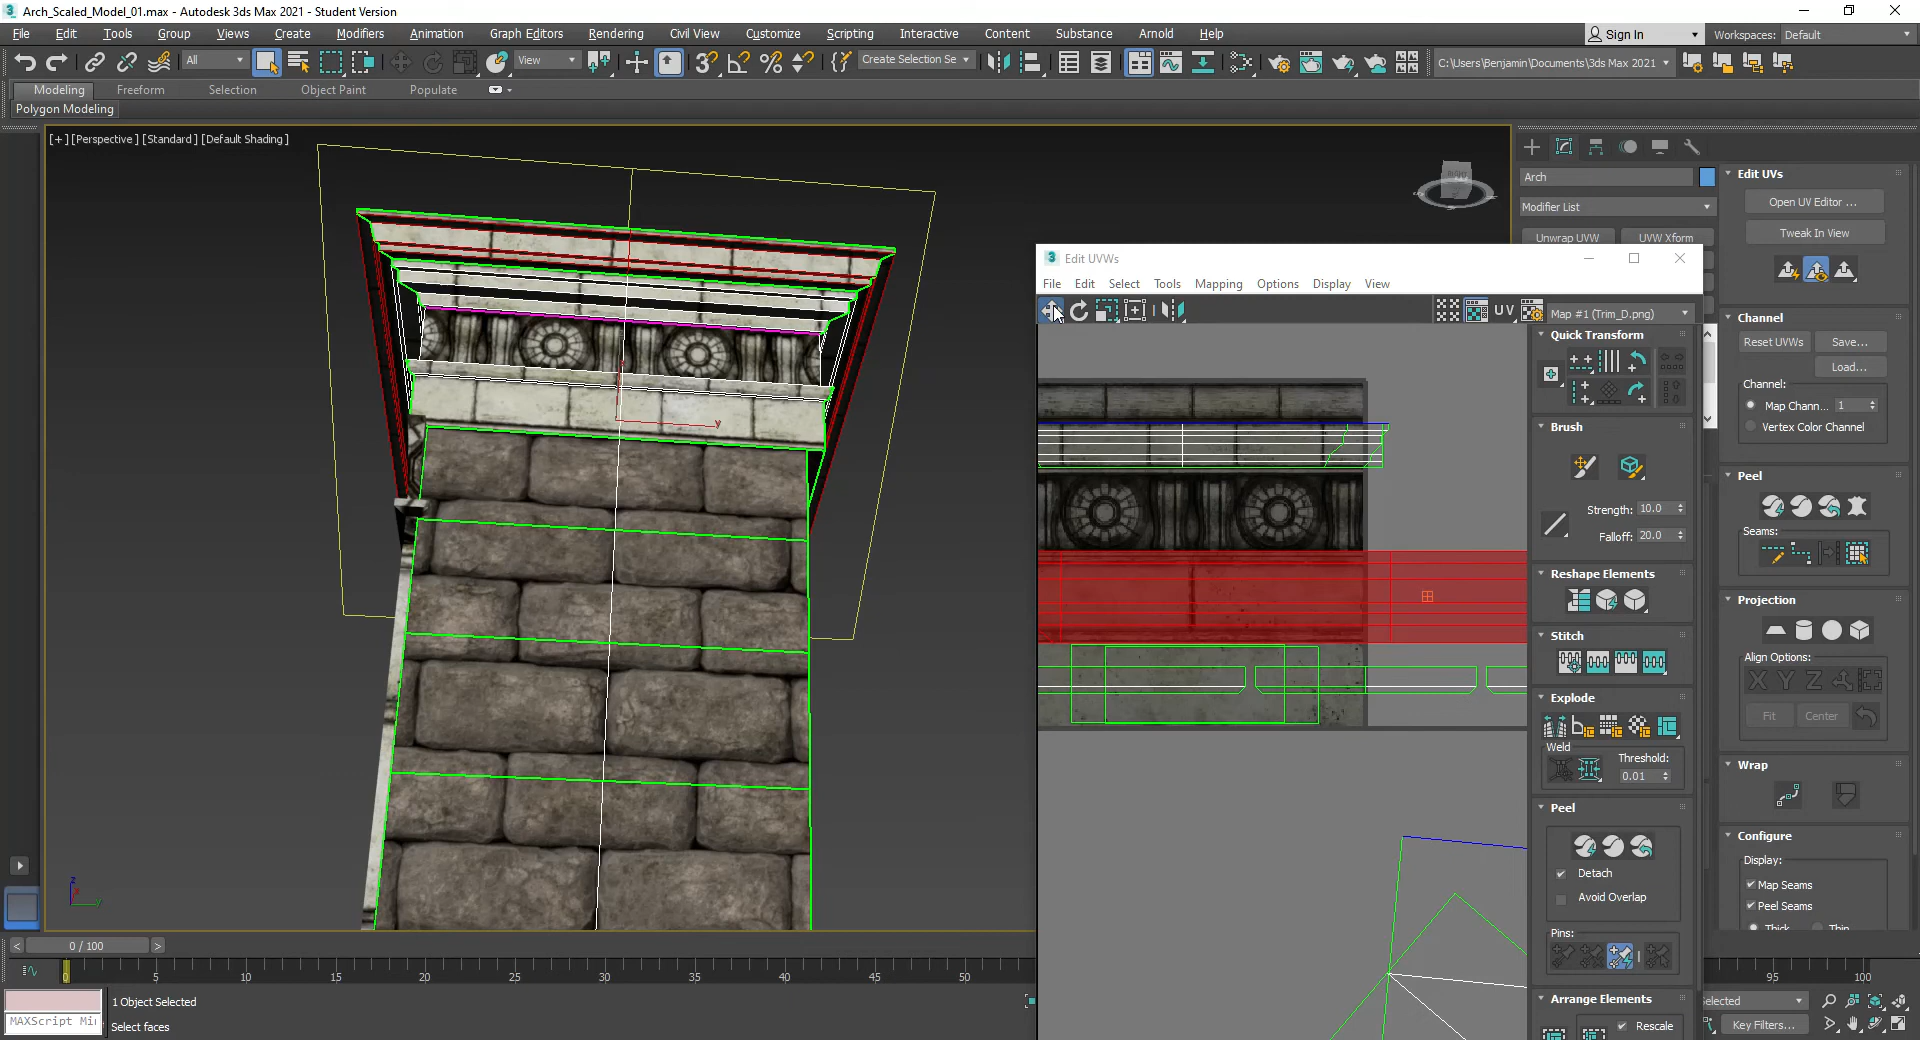 Arch_Scaled_Model_01.max - Autodesk 3ds Max 2021 - Student Version
File Edit Tools Group Views Create Modifiers Animation Graph Editors Rendering Civil View Customize Scripting Interactive Content Substance Arnold Help
Sign In Workspaces: Default
All View Create Selection Se C:\Users\Benjamin\Documents\3ds Max 2021
Modeling Freeform Selection Object Paint Populate
Polygon Modeling
[+] [Perspective] [Standard] [Default Shading]
Arch
Modifier List
Unwrap UVW UVW Xform
Edit UVs
Open UV Editor ...
Tweak In View
Channel
Reset UVWs Save...
Load...
Channel:
Map Chann... 1
Vertex Color Channel
Peel
Seams:
Projection
Align Options:
X Y Z
Fit Center
Wrap
Configure
Display:
Map Seams
Peel Seams
Thick Thin
Edit UVWs
File Edit Select Tools Mapping Options Display View
UV Map #1 (Trim_D.png)
Quick Transform
Brush
Strength: 10.0
Falloff: 20.0
Reshape Elements
Stitch
Explode
Weld
Threshold:
0.01
Peel
Detach
Avoid Overlap
Pins:
Arrange Elements
Rescale
z
y
y
0 / 100
0 5 10 15 20 25 30 35 40 45 50 95 100
1 Object Selected
MAXScript Mi
Select faces
Selected
Key Filters...